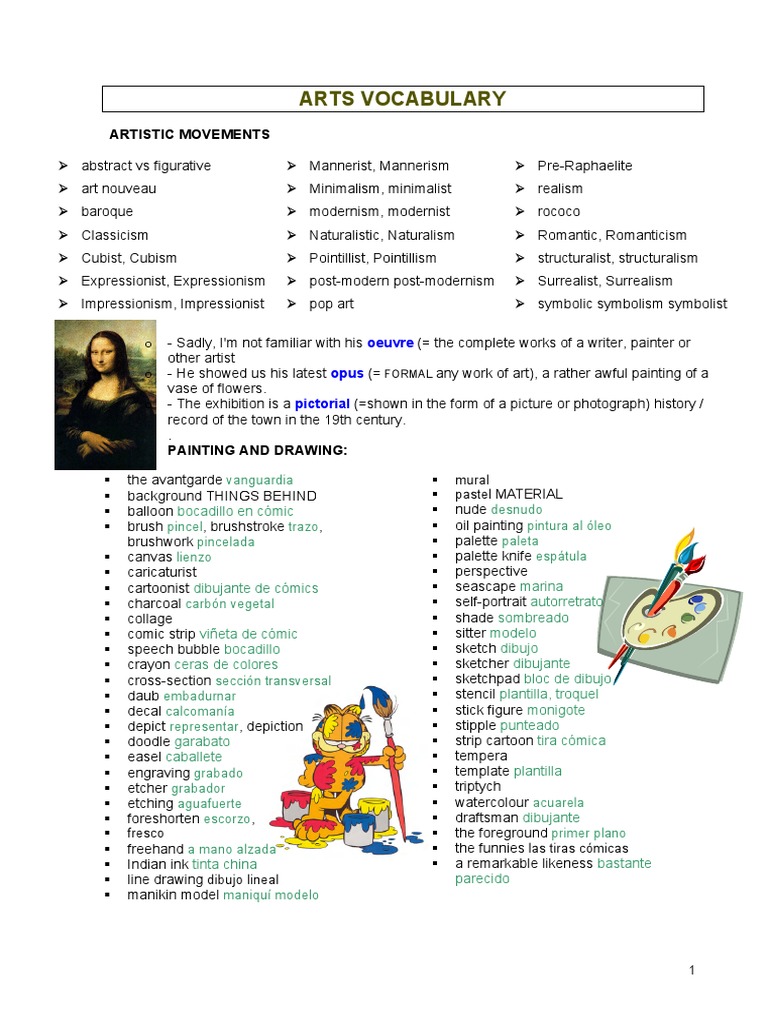 ARTS VOCABULARY
ARTISTIC MOVEMENTS
➢ abstract vs figurative
➢ art nouveau
➢ baroque
➢ Classicism
➢ Cubist, Cubism
➢ Expressionist, Expressionism
➢ Impressionism, Impressionist
➢ Mannerist, Mannerism
➢ Minimalism, minimalist
➢ modernism, modernist
➢ Naturalistic, Naturalism
➢ Pointillist, Pointillism
➢ post-modern post-modernism
➢ pop art
➢ Pre-Raphaelite
➢ realism
➢ rococo
➢ Romantic, Romanticism
➢ structuralist, structuralism
➢ Surrealist, Surrealism
➢ symbolic symbolism symbolist
o - Sadly, I'm not familiar with his oeuvre (= the complete works of a writer, painter or
other artist
o - He showed us his latest opus (= FORMAL any work of art), a rather awful painting of a
vase of flowers.
- The exhibition is a pictorial (=shown in the form of a picture or photograph) history /
record of the town in the 19th century.
.
PAINTING AND DRAWING:
▪ the avantgarde vanguardia
▪ background THINGS BEHIND
▪ balloon bocadillo en cómic
▪ brush pincel, brushstroke trazo,
brushwork pincelada
▪ canvas lienzo
▪ caricaturist
▪ cartoonist dibujante de cómics
▪ charcoal carbón vegetal
▪ collage
▪ comic strip viñeta de cómic
▪ speech bubble bocadillo
▪ crayon ceras de colores
▪ cross-section sección transversal
▪ daub embadurnar
▪ decal calcomanía
▪ depict representar, depiction
▪ doodle garabato
▪ easel caballete
▪ engraving grabado
▪ etcher grabador
▪ etching aguafuerte
▪ foreshorten escorzo,
▪ fresco
▪ freehand a mano alzada
▪ Indian ink tinta china
▪ line drawing dibujo lineal
▪ manikin model maniquí modelo
▪ mural
▪ pastel MATERIAL
▪ nude desnudo
▪ oil painting pintura al óleo
▪ palette paleta
▪ palette knife espátula
▪ perspective
▪ seascape marina
▪ self-portrait autorretrato
▪ shade sombreado
▪ sitter modelo
▪ sketch dibujo
▪ sketcher dibujante
▪ sketchpad bloc de dibujo
▪ stencil plantilla, troquel
▪ stick figure monigote
▪ stipple punteado
▪ strip cartoon tira cómica
▪ tempera
▪ template plantilla
▪ triptych
▪ watercolour acuarela
▪ draftsman dibujante
▪ the foreground primer plano
▪ the funnies las tiras cómicas
▪ a remarkable likeness bastante
parecido
1